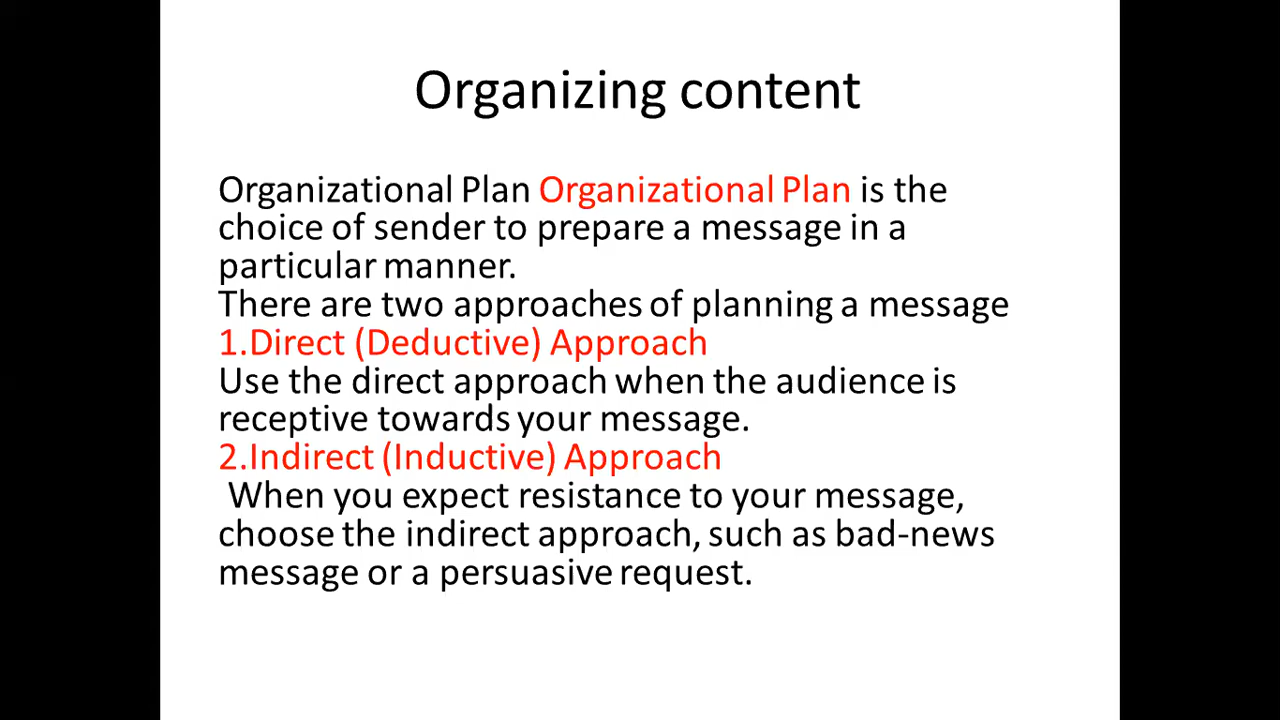 Organizing content
Organizational Plan Organizational Plan is the
choice of sender to prepare a message in a
particular manner.
There are two approaches of planning a message
1.Direct (Deductive) Approach
Use the direct approach when the audience is
receptive towards your message.
2.Indirect (Inductive) Approach
When you expect resistance to your message,
choose the indirect approach, such as bad-news
message or a persuasive request.